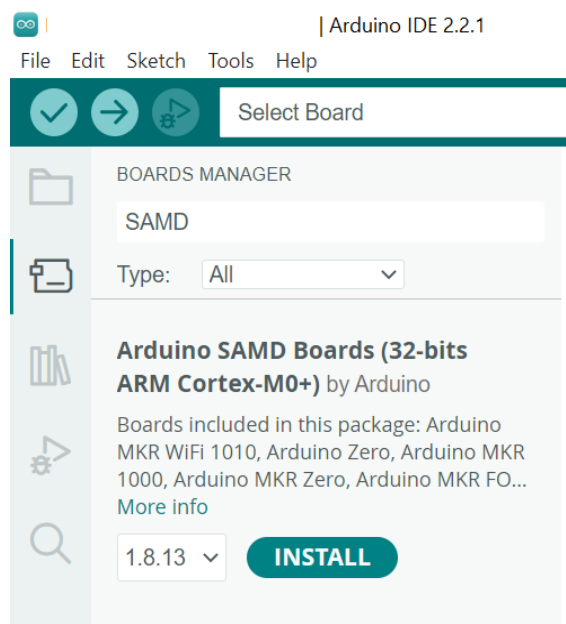 | Arduino IDE 2.2.1
File Edit Sketch Tools Help
Select Board
BOARDS MANAGER
SAMD
Type: All
Arduino SAMD Boards (32-bits
ARM Cortex-M0+) by Arduino
Boards included in this package: Arduino
MKR WiFi 1010, Arduino Zero, Arduino MKR
1000, Arduino MKR Zero, Arduino MKR FO...
More info
1.8.13 INSTALL